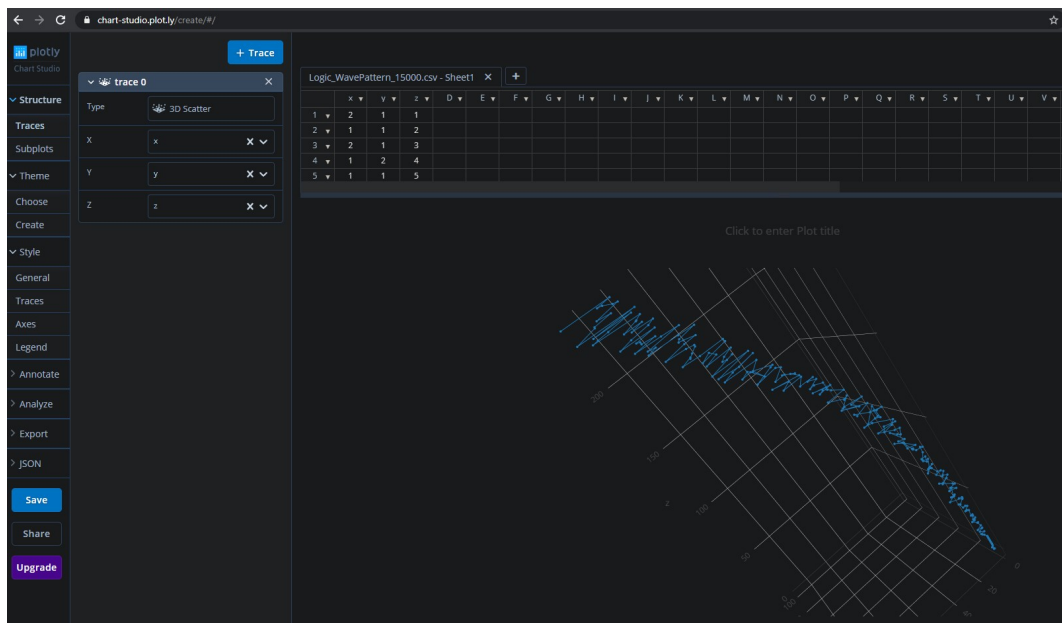 chart-studio.plot.ly/create/#/
plotly
Chart Studio
Structure
Traces
Subplots
Theme
Choose
Create
Style
General
Traces
Axes
Legend
Annotate
Analyze
Export
JSON
Save
Share
Upgrade
+ Trace
trace 0
Type 3D Scatter
X x
Y y
Z z
Logic_WavePattern_15000.csv - Sheet1
x y z D E F G H I J K L M N O P Q R S T U V
1 2 1 1
2 1 1 2
3 2 1 3
4 1 2 4
5 1 1 5
Click to enter Plot title
200
150
z
100
50
0
100
0
20
40